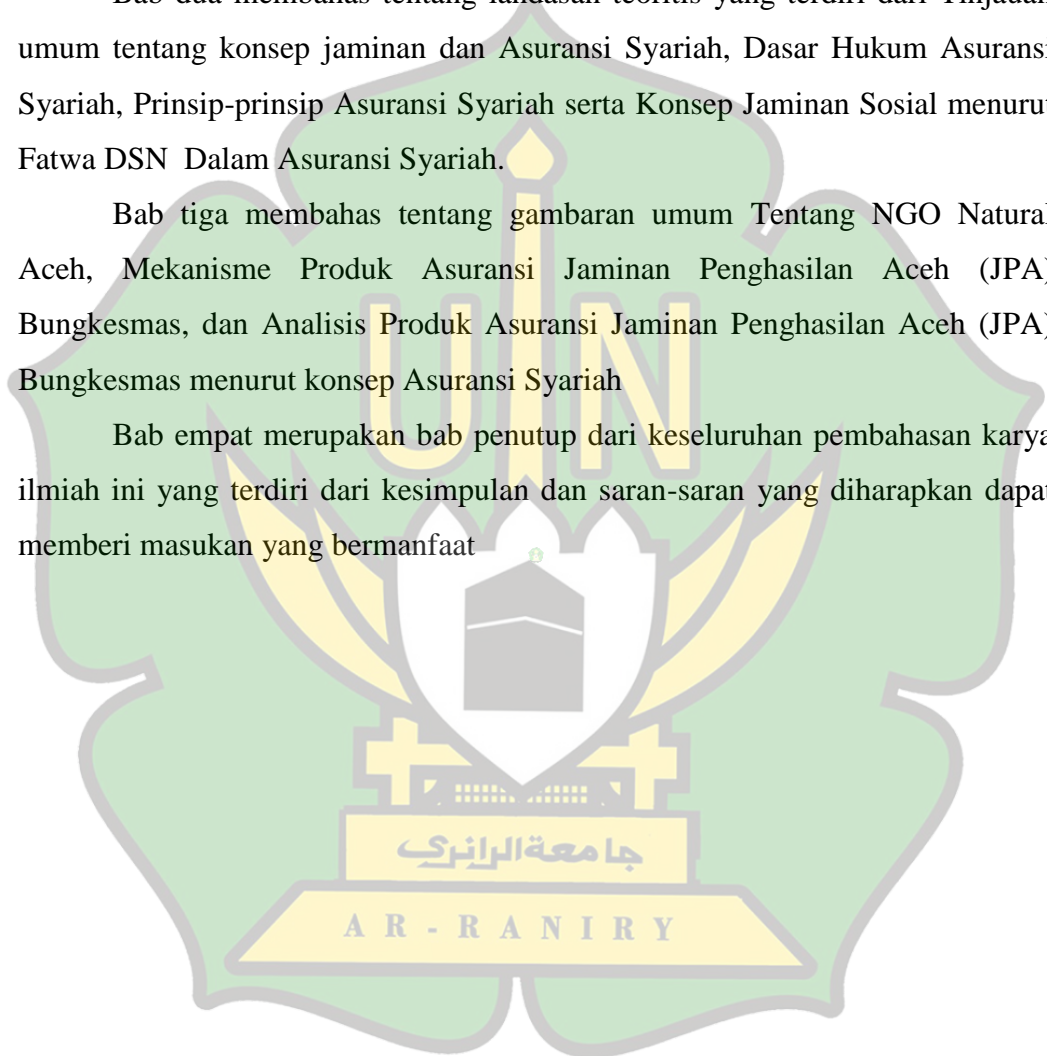 Bab dua membahas tentang landasan teoritis yang terdiri dari Tinjauan
umum tentang konsep jaminan dan Asuransi Syariah, Dasar Hukum Asuransi
Syariah, Prinsip-prinsip Asuransi Syariah serta Konsep Jaminan Sosial menurut
Fatwa DSN Dalam Asuransi Syariah.
Bab tiga membahas tentang gambaran umum Tentang NGO Natural
Aceh, Mekanisme Produk Asuransi Jaminan Penghasilan Aceh (JPA)
Bungkesmas, dan Analisis Produk Asuransi Jaminan Penghasilan Aceh (JPA)
Bungkesmas menurut konsep Asuransi Syariah
Bab empat merupakan bab penutup dari keseluruhan pembahasan karya
ilmiah ini yang terdiri dari kesimpulan dan saran-saran yang diharapkan dapat
memberi masukan yang bermanfaat
UIN
جامعةالرانري
AR-RANIRY